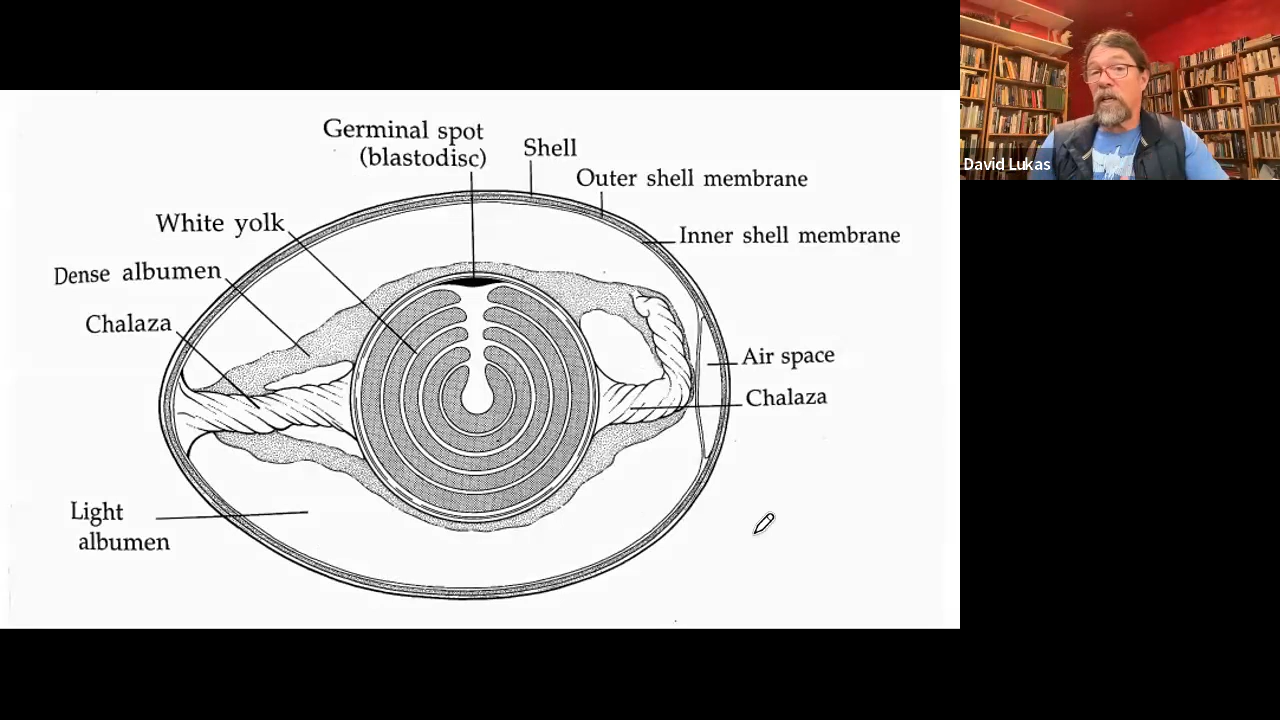 Germinal spot
(blastodisc)
Shell
Outer shell membrane
White yolk
Inner shell membrane
Dense albumen
Chalaza
Air space
Chalaza
Light
albumen
David Lukas